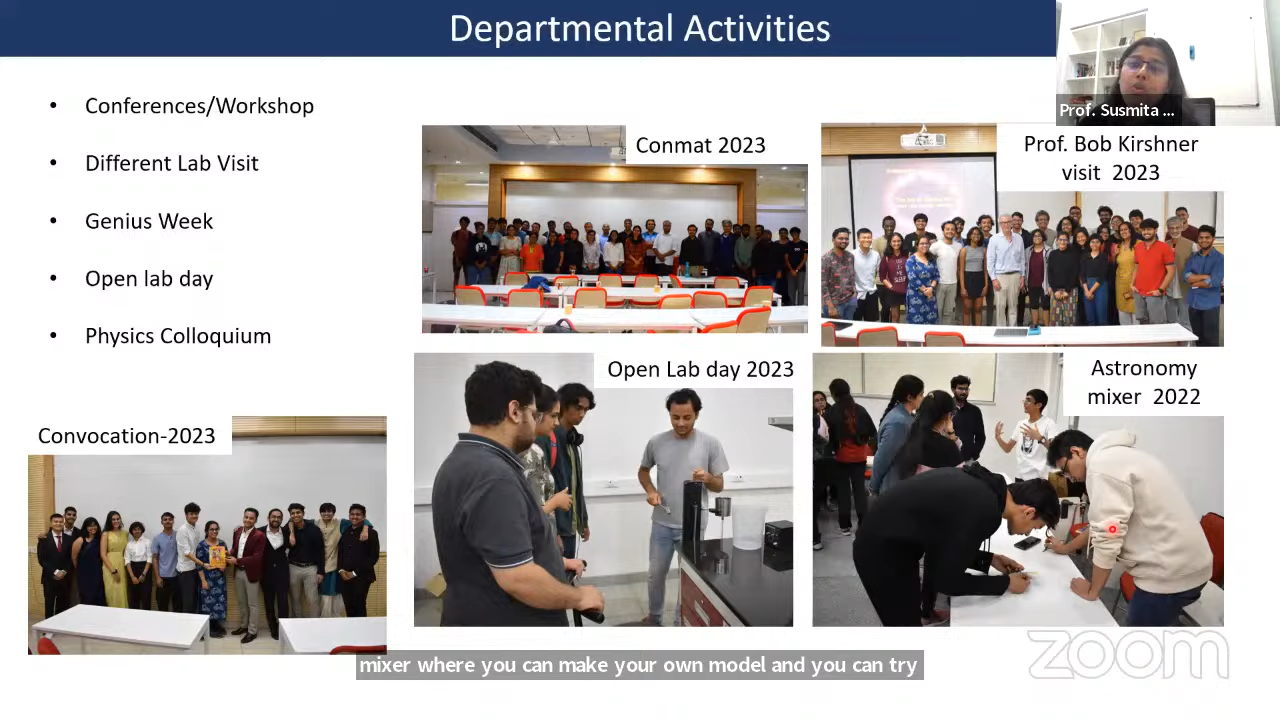 Departmental Activities
Prof. Susmita ...
• Conferences/Workshop
• Different Lab Visit
• Genius Week
• Open lab day
• Physics Colloquium
Conmat 2023
Prof. Bob Kirshner
visit 2023
Open Lab day 2023
Astronomy
mixer 2022
Convocation-2023
mixer where you can make your own model and you can try
zoom